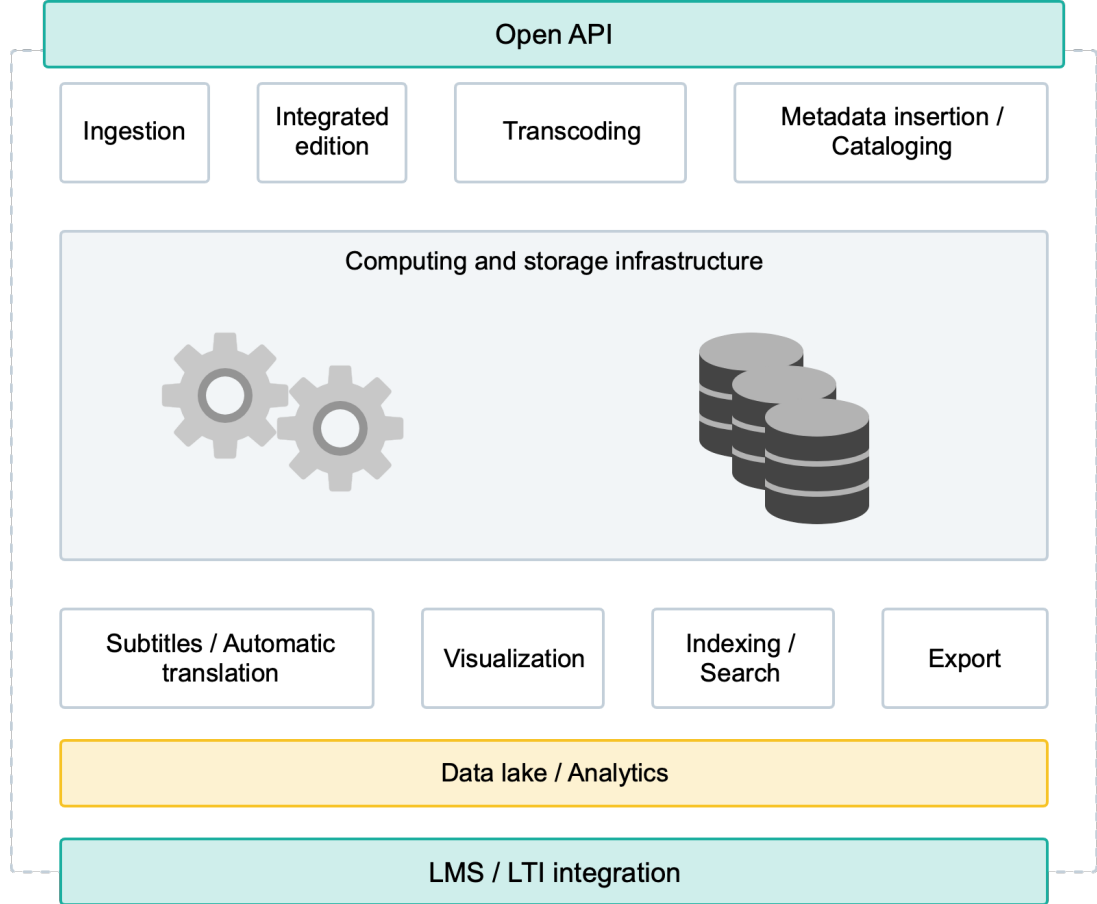 Open API
Ingestion
Integrated
edition
Transcoding
Metadata insertion /
Cataloging
Computing and storage infrastructure
Subtitles / Automatic
translation
Visualization
Indexing /
Search
Export
Data lake / Analytics
LMS / LTI integration